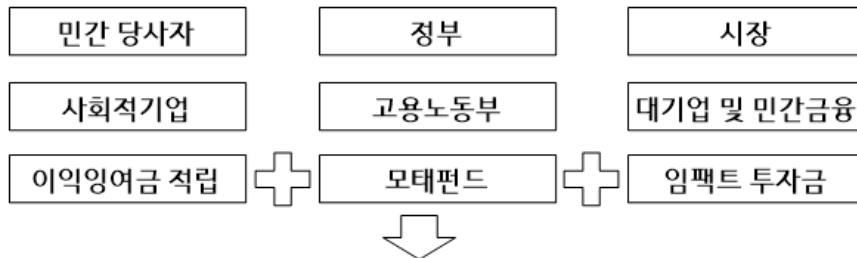 민간 당사자 정부 시장
사회적기업 고용노동부 대기업 및 민간금융
이익잉여금 적립 모태펀드 임팩트 투자금